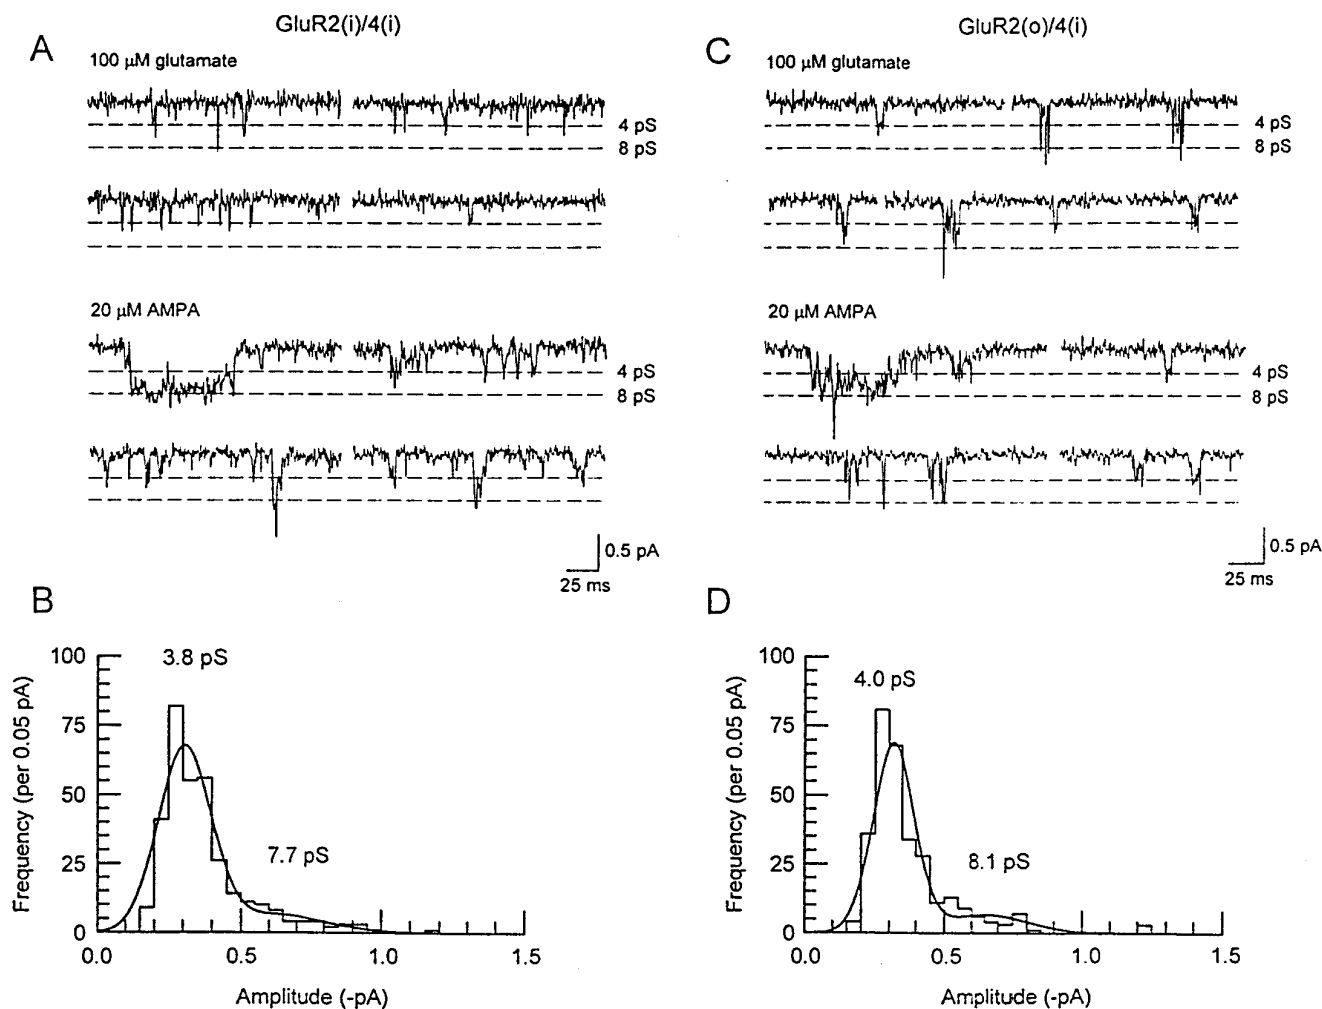 GluR2(i)/4(i)
A
100 µM glutamate
4 pS
8 pS
20 µM AMPA
4 pS
8 pS
0.5 pA
25 ms
GluR2(o)/4(i)
C
100 µM glutamate
4 pS
8 pS
20 µM AMPA
4 pS
8 pS
0.5 pA
25 ms
B
3.8 pS
7.7 pS
100
75
50
25
0
Frequency (per 0.05 pA)
0.0
0.5
1.0
1.5
Amplitude (-pA)
D
4.0 pS
8.1 pS
100
75
50
25
0
Frequency (per 0.05 pA)
0.0
0.5
1.0
1.5
Amplitude (-pA)